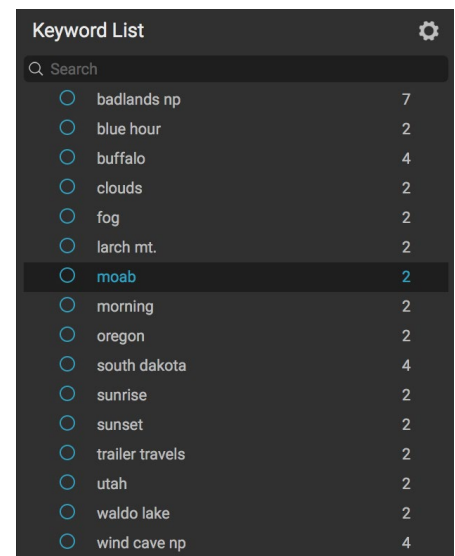 Keyword List
Search
badlands np 7
blue hour 2
buffalo 4
clouds 2
fog 2
larch mt. 2
moab 2
morning 2
oregon 2
south dakota 4
sunrise 2
sunset 2
trailer travels 2
utah 2
waldo lake 2
wind cave np 4